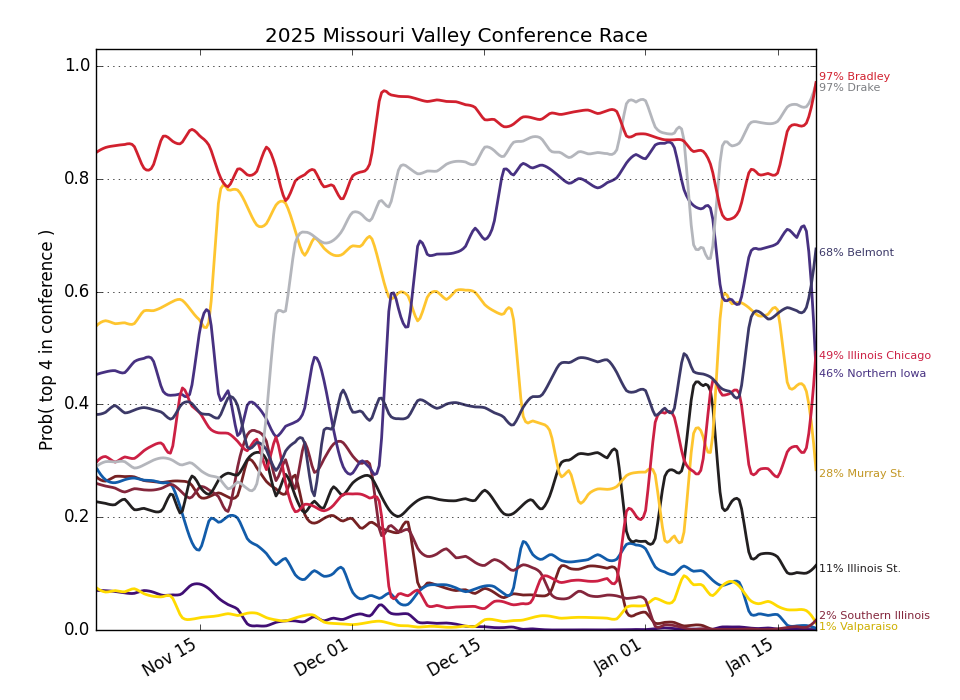 2025 Missouri Valley Conference Race
Prob( top 4 in conference )
1.0
0.8
0.6
0.4
0.2
0.0
Nov 15
Dec 01
Dec 15
Jan 01
Jan 15
97% Bradley
97% Drake
68% Belmont
49% Illinois Chicago
46% Northern Iowa
28% Murray St.
11% Illinois St.
2% Southern Illinois
1% Valparaiso